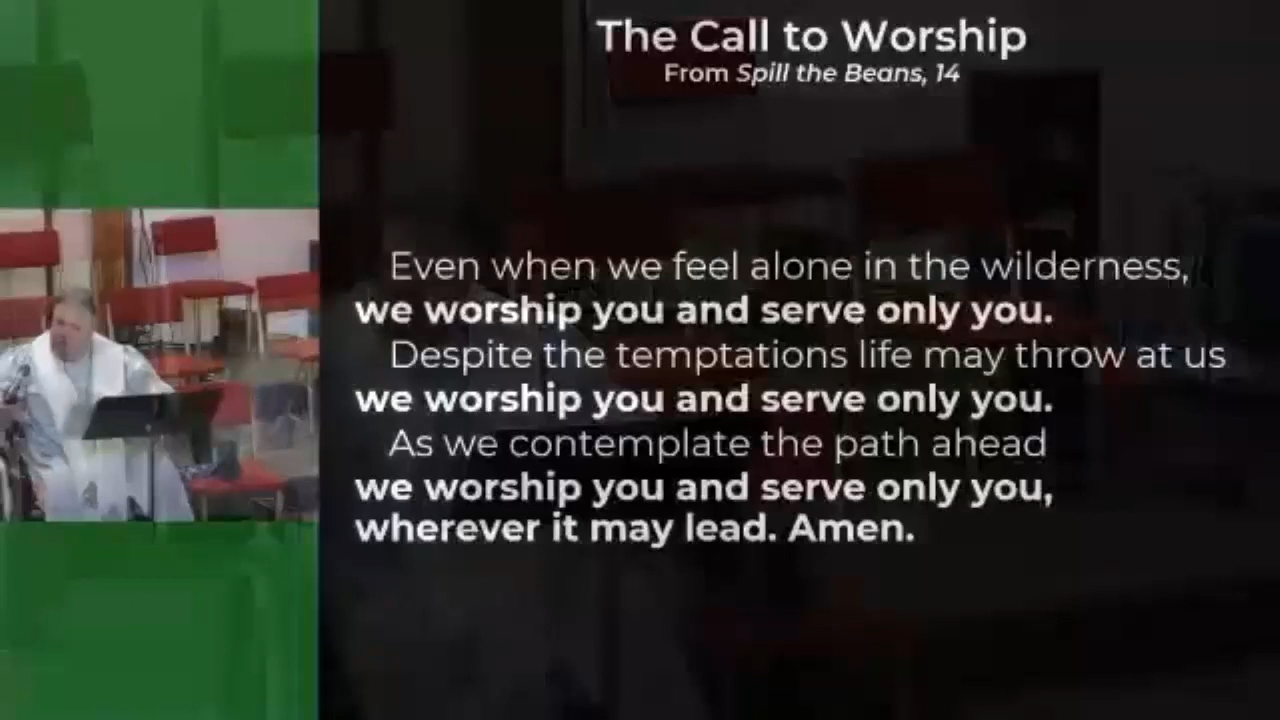 The Call to Worship
From Spill the Beans, 14
Even when we feel alone in the wilderness,
we worship you and serve only you.
Despite the temptations life may throw at us
we worship you and serve only you.
As we contemplate the path ahead
we worship you and serve only you,
wherever it may lead. Amen.